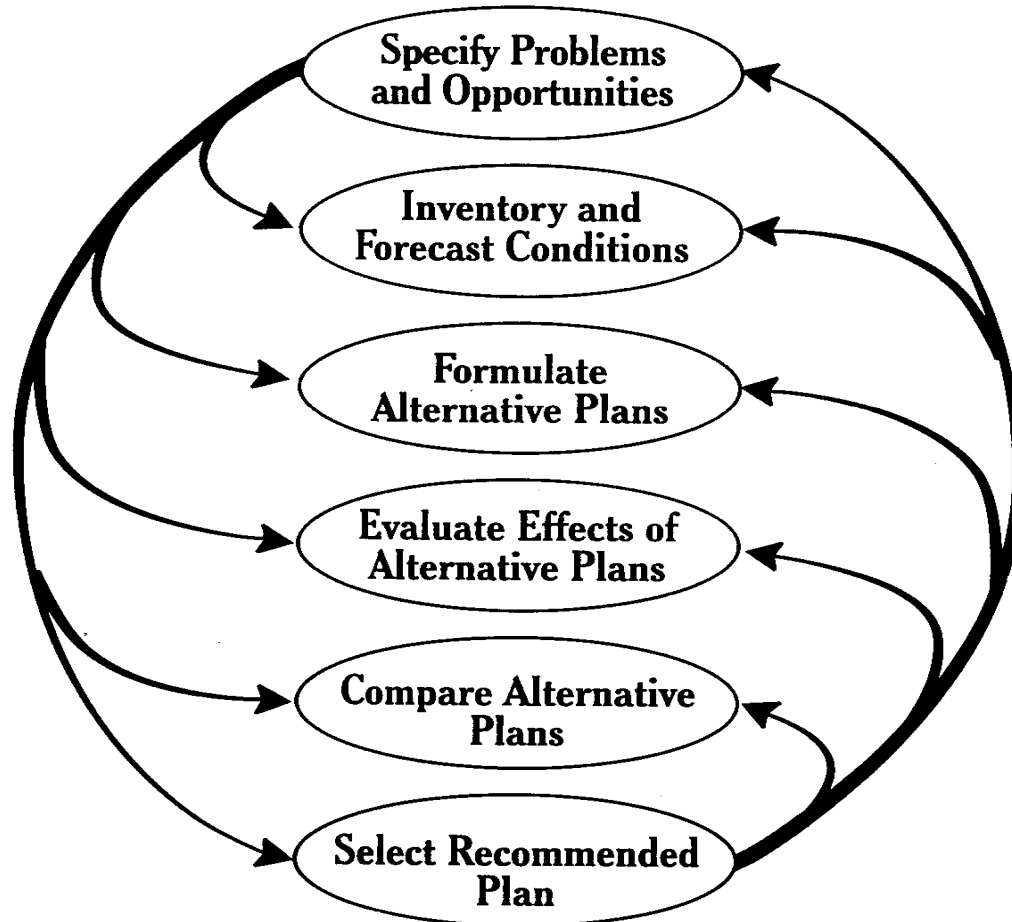 Specify Problems
and Opportunities
Inventory and
Forecast Conditions
Formulate
Alternative Plans
Evaluate Effects of
Alternative Plans
Compare Alternative
Plans
Select Recommended
Plan